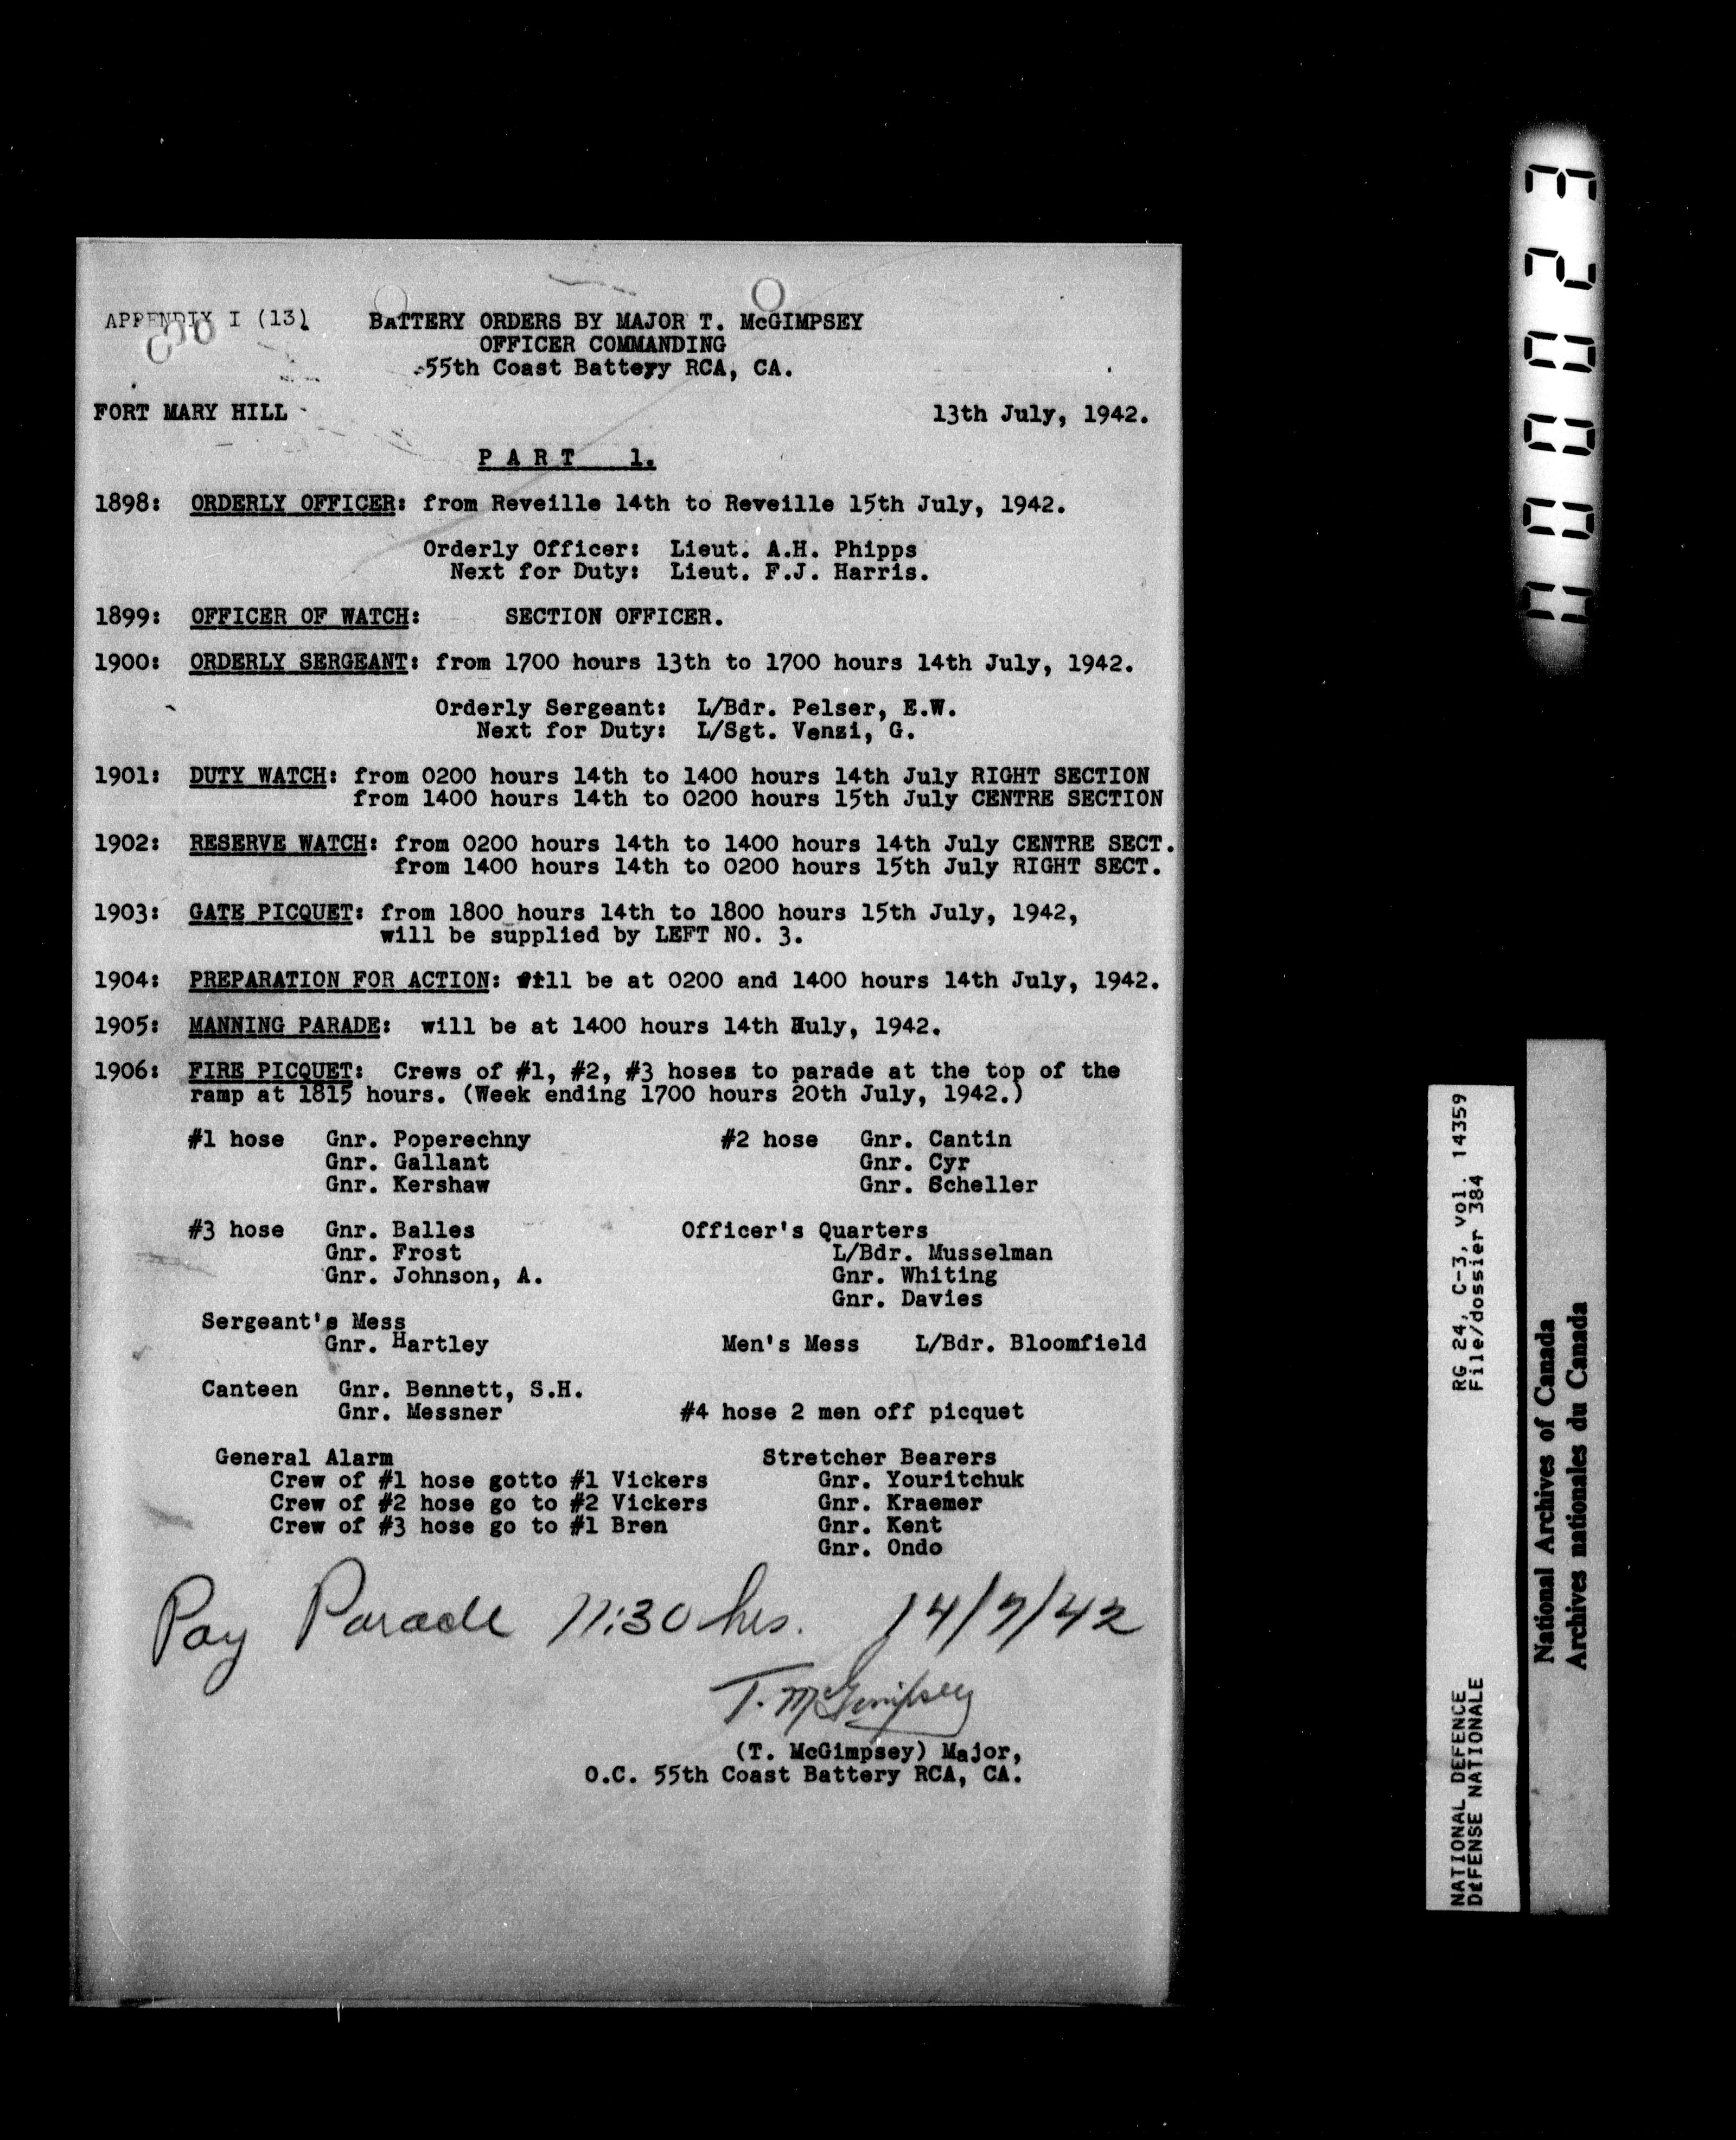 APPENDIX I (13)
BATTERY ORDERS BY MAJOR T. McGIMPSEY
OFFICER COMMANDING
55th Coast Battery RCA, CA.
FORT MARY HILL
13th July, 1942.
P A R T 1.
1898: ORDERLY OFFICER: from Reveille 14th to Reveille 15th July, 1942.
Orderly Officer: Lieut. A.H. Phipps
Next for Duty: Lieut. F.J. Harris.
1899: OFFICER OF WATCH: SECTION OFFICER.
1900: ORDERLY SERGEANT: from 1700 hours 13th to 1700 hours 14th July, 1942.
Orderly Sergeant: L/Bdr. Pelser, E.W.
Next for Duty: L/Sgt. Venzi, G.
1901: DUTY WATCH: from 0200 hours 14th to 1400 hours 14th July RIGHT SECTION
from 1400 hours 14th to 0200 hours 15th July CENTRE SECTION
1902: RESERVE WATCH: from 0200 hours 14th to 1400 hours 14th July CENTRE SECT.
from 1400 hours 14th to 0200 hours 15th July RIGHT SECT.
1903: GATE PICQUET: from 1800 hours 14th to 1800 hours 15th July, 1942,
will be supplied by LEFT NO. 3.
1904: PREPARATION FOR ACTION: will be at 0200 and 1400 hours 14th July, 1942.
1905: MANNING PARADE: will be at 1400 hours 14th Huly, 1942.
1906: FIRE PICQUET: Crews of #1, #2, #3 hoses to parade at the top of the
ramp at 1815 hours. (Week ending 1700 hours 20th July, 1942.)
#1 hose Gnr. Poperechny
Gnr. Gallant
Gnr. Kershaw
#2 hose Gnr. Cantin
Gnr. Cyr
Gnr. Scheller
#3 hose Gnr. Balles
Gnr. Frost
Gnr. Johnson, A.
Officer's Quarters
L/Bdr. Musselman
Gnr. Whiting
Gnr. Davies
Sergeant's Mess
Gnr. Hartley
Men's Mess L/Bdr. Bloomfield
Canteen Gnr. Bennett, S.H.
Gnr. Messner
#4 hose 2 men off picquet
General Alarm
Crew of #1 hose gotto #1 Vickers
Crew of #2 hose go to #2 Vickers
Crew of #3 hose go to #1 Bren
Stretcher Bearers
Gnr. Youritchuk
Gnr. Kraemer
Gnr. Kent
Gnr. Ondo
Pay Parade 11:30 hrs. 14/7/42
T. McGimpsey
(T. McGimpsey) Major,
O.C. 55th Coast Battery RCA, CA.
NATIONAL DEFENCE RG 24, C-3, vol. 14359
DÉFENSE NATIONALE File/dossier 384
National Archives of Canada
Archives nationales du Canada